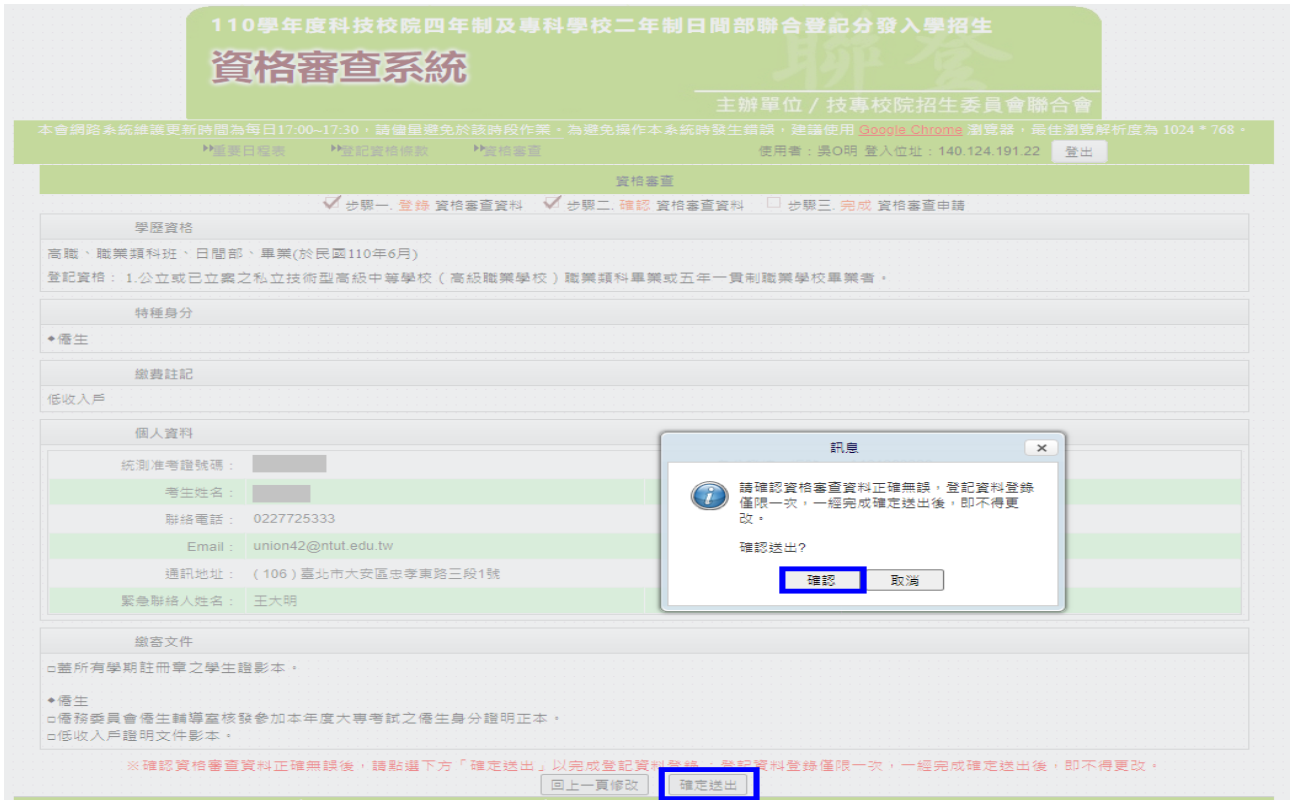 110學年度科技校院四年制及專科學校二年制日間部聯合登記分發入學招生
資格審查系統
聯登
主辦單位 / 技專校院招生委員會聯合會
本會網路系統維護更新時間為每日17:00~17:30，請儘量避免於該時段作業。為避免操作本系統時發生錯誤，建議使用 Google Chrome 瀏覽器，最佳瀏覽解析度為 1024 * 768。
重要日程表 登記資格條款 資格審查 使用者：吳O明 登入位址：140.124.191.22 登出
資格審查
步驟一. 登錄 資格審查資料 步驟二. 確認 資格審查資料 步驟三. 完成 資格審查申請
學歷資格
高職、職業類科班、日間部、畢業(於民國110年6月)
登記資格： 1.公立或已立案之私立技術型高級中等學校（高級職業學校）職業類科畢業或五年一貫制職業學校畢業者。
特種身分
◆僑生
繳費註記
低收入戶
個人資料
統測准考證號碼：
考生姓名：
聯絡電話： 0227725333
Email： union42@ntut.edu.tw
通訊地址： (106)臺北市大安區忠孝東路三段1號
緊急聯絡人姓名： 王大明
訊息
請確認資格審查資料正確無誤，登記資料登錄
僅限一次，一經完成確定送出後，即不得更
改。
確認送出?
確認 取消
繳寄文件
□蓋所有學期註冊章之學生證影本。
◆僑生
□僑務委員會僑生輔導室核發參加本年度大專考試之僑生身分證明正本。
□低收入戶證明文件影本。
※確認資格審查資料正確無誤後，請點選下方「確定送出」以完成登記資料登錄，登記資料登錄僅限一次，一經完成確定送出後，即不得更改。
回上一頁修改 確定送出